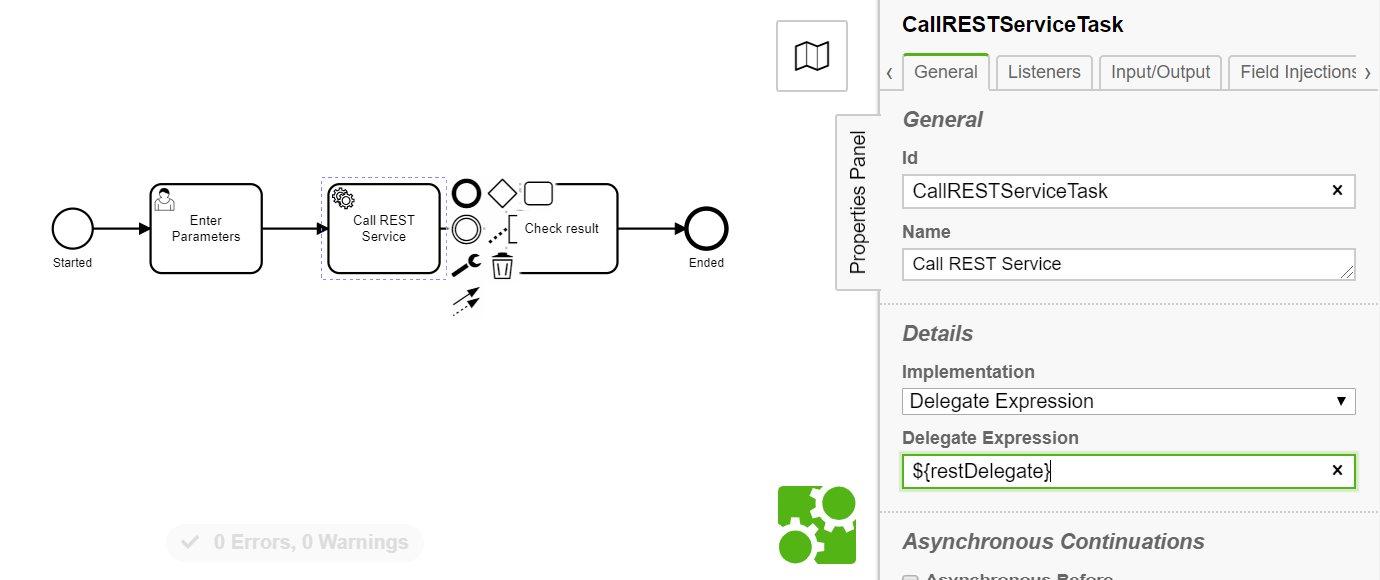 Started
Enter
Parameters
Call REST
Service
Check result
Ended
0 Errors, 0 Warnings
Properties Panel
CallRESTServiceTask
General
Listeners
Input/Output
Field Injections
General
Id
CallRESTServiceTask
Name
Call REST Service
Details
Implementation
Delegate Expression
Delegate Expression
${restDelegate}
Asynchronous Continuations
Asynchronous Before